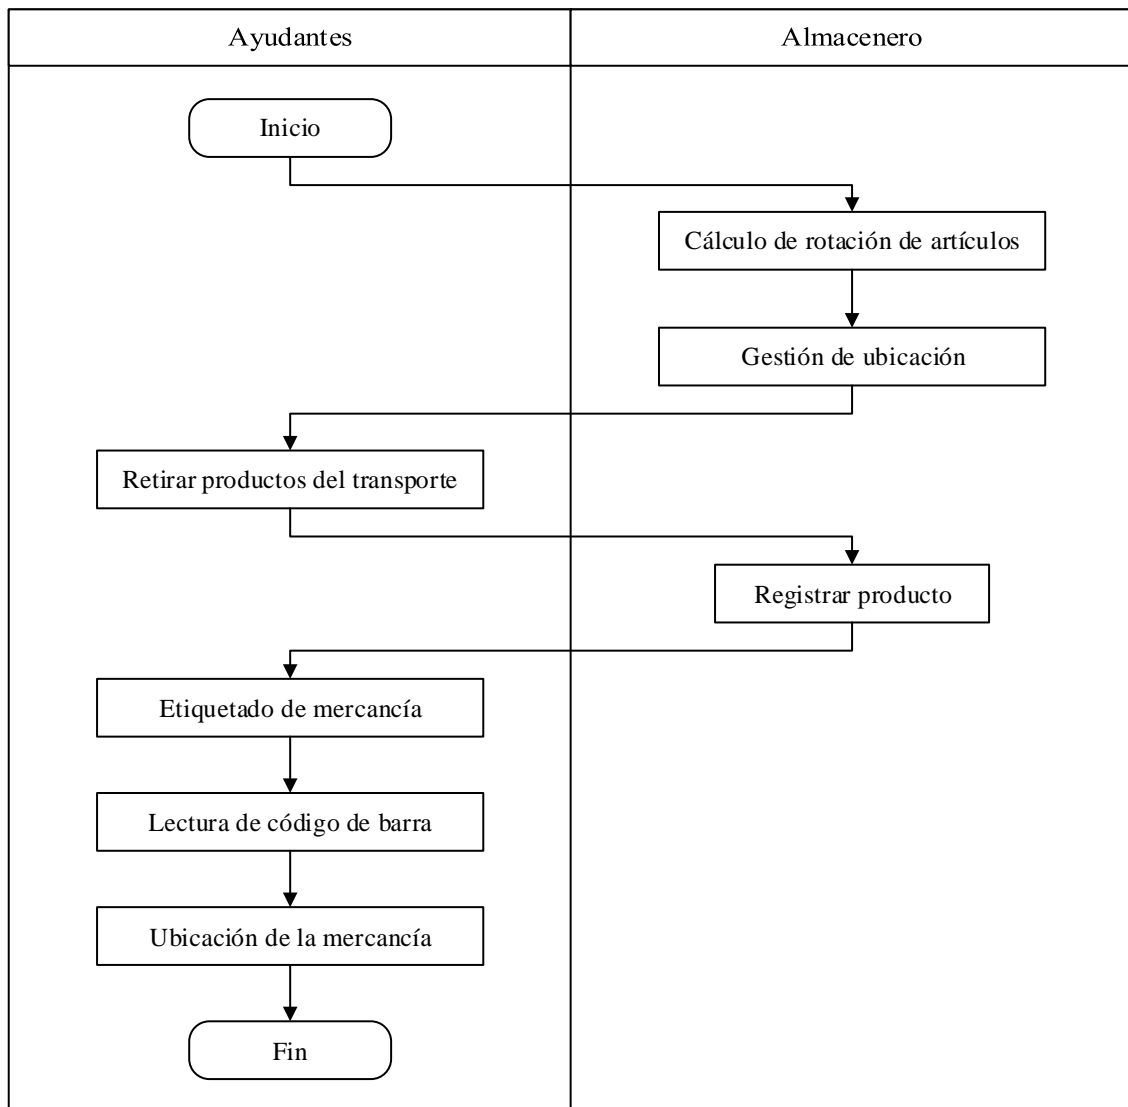 Ayudantes
Almacenero
Inicio
Cálculo de rotación de artículos
Gestión de ubicación
Retirar productos del transporte
Registrar producto
Etiquetado de mercancía
Lectura de código de barra
Ubicación de la mercancía
Fin